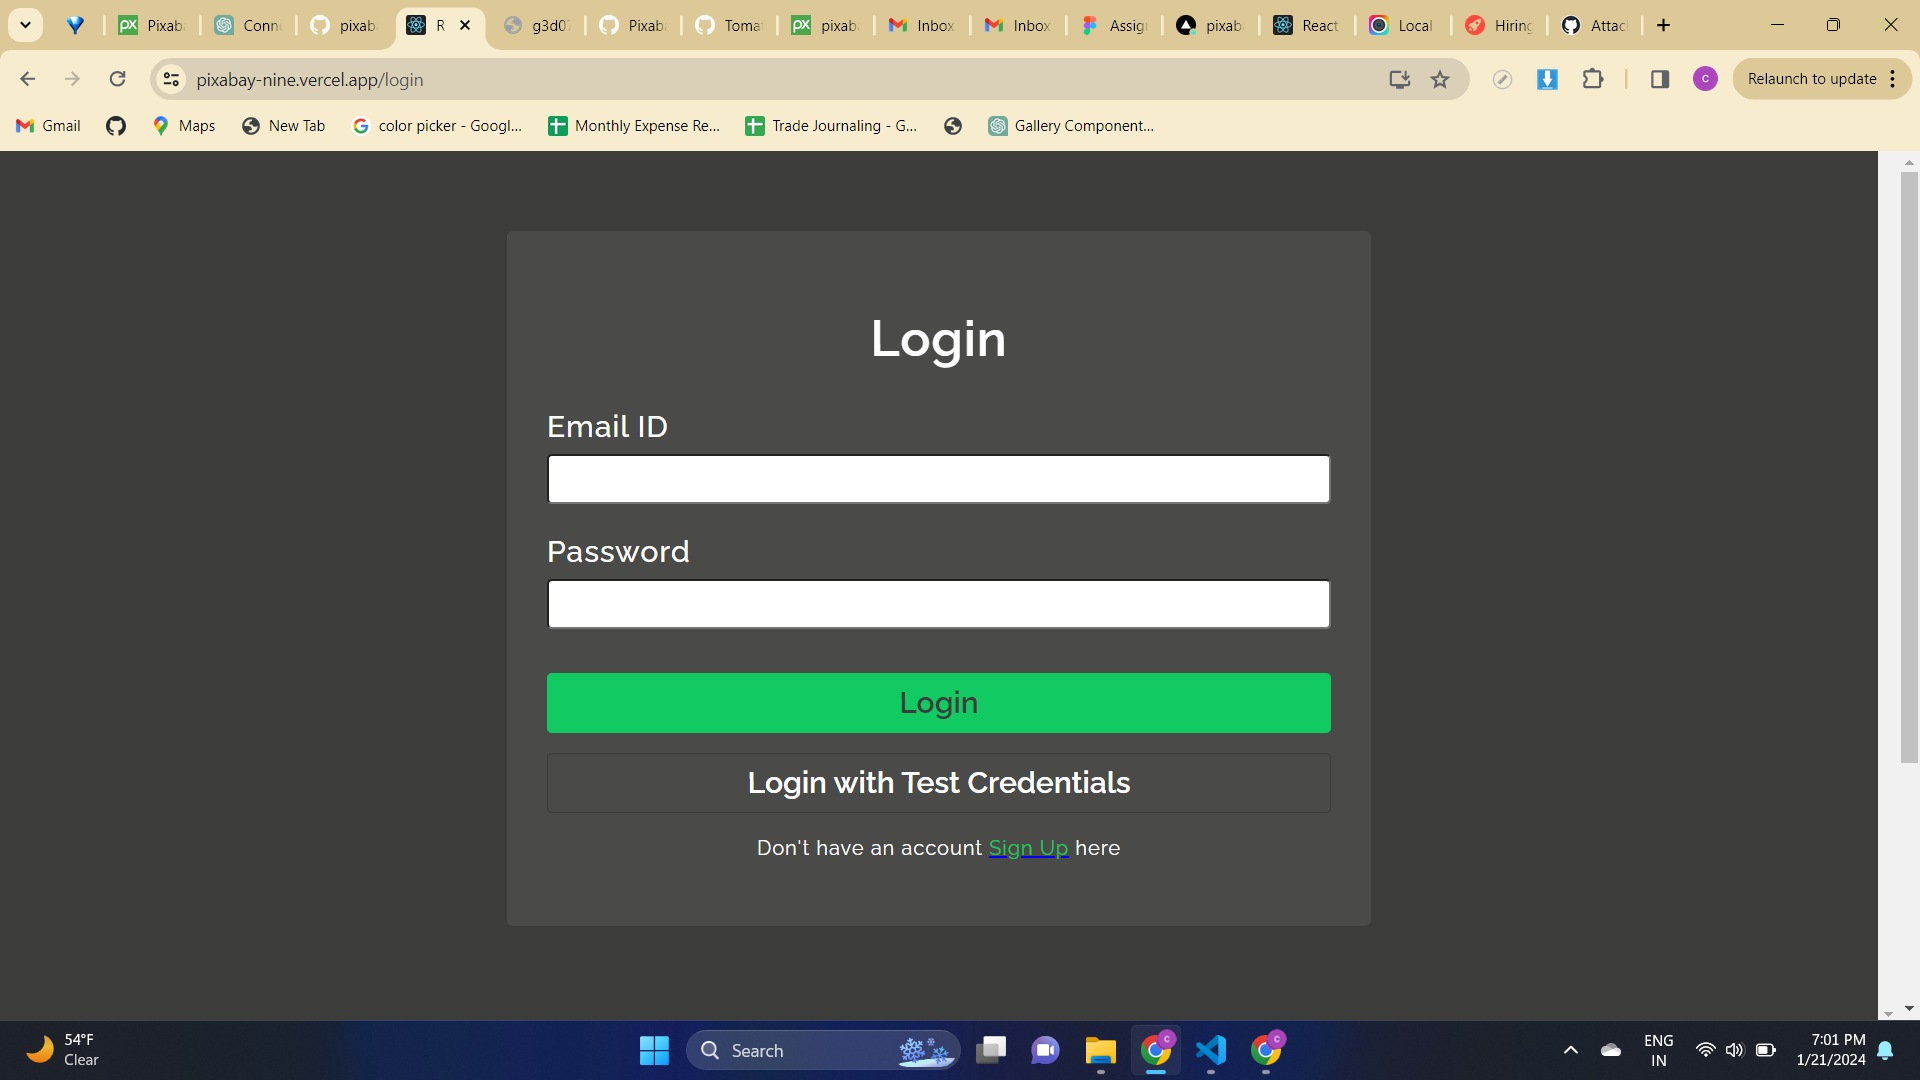 Pixab
Conn
pixab
R
g3d0
Pixab
Toma
pixab
Inbox
Inbox
Assig
pixab
React
Local
Hiring
Attac
pixabay-nine.vercel.app/login
C
Relaunch to update
Gmail
Maps
New Tab
color picker - Googl...
Monthly Expense Re...
Trade Journaling - G...
Gallery Component...
Login
Email ID
Password
Login
Login with Test Credentials
Don't have an account Sign Up here
54°F
Clear
Search
ENG
IN
7:01 PM
1/21/2024